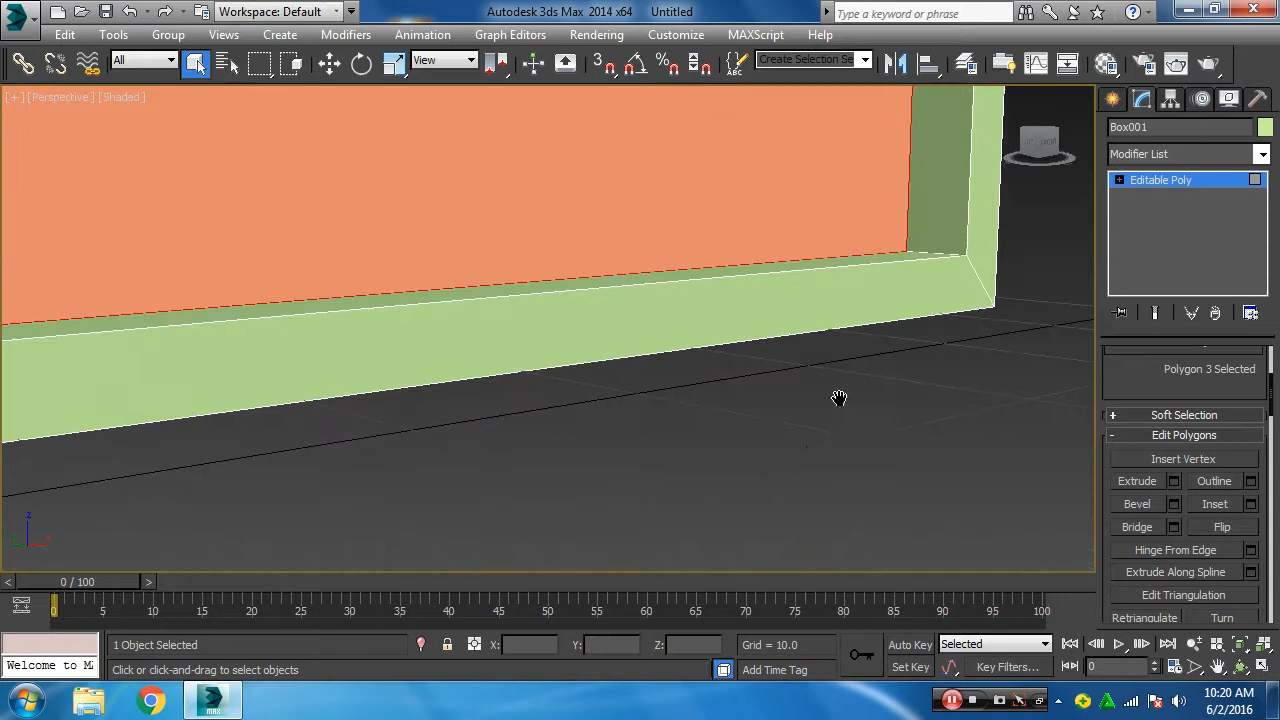 Workspace: Default
Autodesk 3ds Max 2014 x64 Untitled
Type a keyword or phrase
Edit Tools Group Views Create Modifiers Animation Graph Editors Rendering Customize MAXScript Help
All
View
3
Create Selection Se
[+] [Perspective] [Shaded]
Box001
Modifier List
Editable Poly
Polygon 3 Selected
+ Soft Selection
- Edit Polygons
Insert Vertex
Extrude Outline
Bevel Inset
Bridge Flip
Hinge From Edge
Extrude Along Spline
Edit Triangulation
Retriangulate Turn
z
x
< 0 / 100 >
0 5 10 15 20 25 30 35 40 45 50 55 60 65 70 75 80 85 90 95 100
1 Object Selected
X: Y: Z:
Grid = 10.0
Auto Key
Selected
Welcome to M
Click or click-and-drag to select objects
Add Time Tag
Set Key
Key Filters...
0
MAX
10:20 AM
6/2/2016